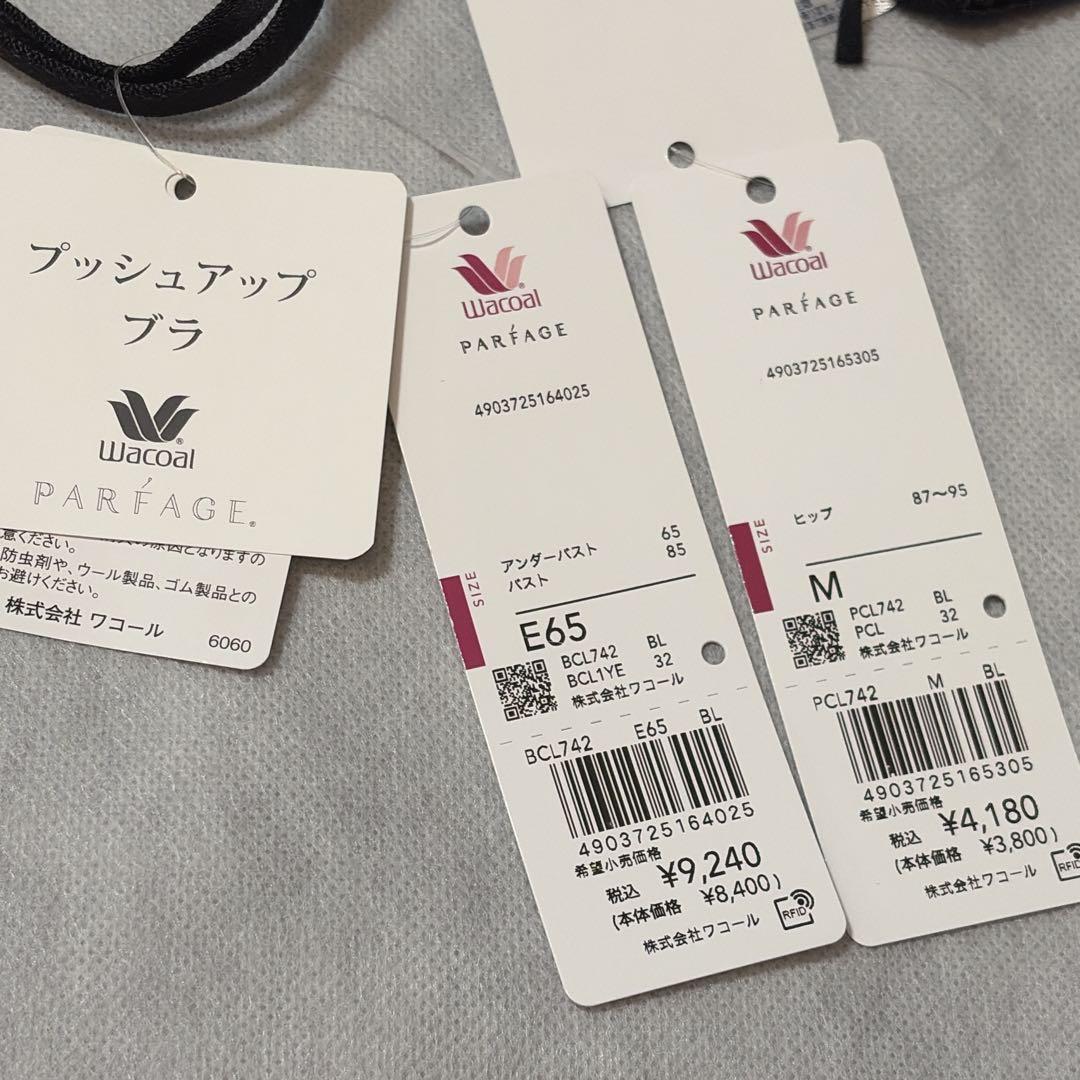 プッシュアップ
ブラ
Wacoal
PARFAGE
ください。
防虫剤や、ウール製品、ゴム製品との
お避けください。
株式会社 ワコール
6060
Wacoal
PARFAGE
4903725164025
アンダーバスト 65
バスト 85
SIZE
E65
BCL742 BL
BCL1YE 32
株式会社ワコール
BCL742 E65 BL
4903725164025
希望小売価格
税込 ¥9,240
(本体価格 ¥8,400)
株式会社ワコール
RFID
Wacoal
PARFAGE
4903725165305
ヒップ 87～95
SIZE
M
PCL742 BL
PCL 32
株式会社ワコール
PCL742 M BL
4903725165305
希望小売価格
税込 ¥4,180
(本体価格 ¥3,800)
株式会社ワコール
RFID